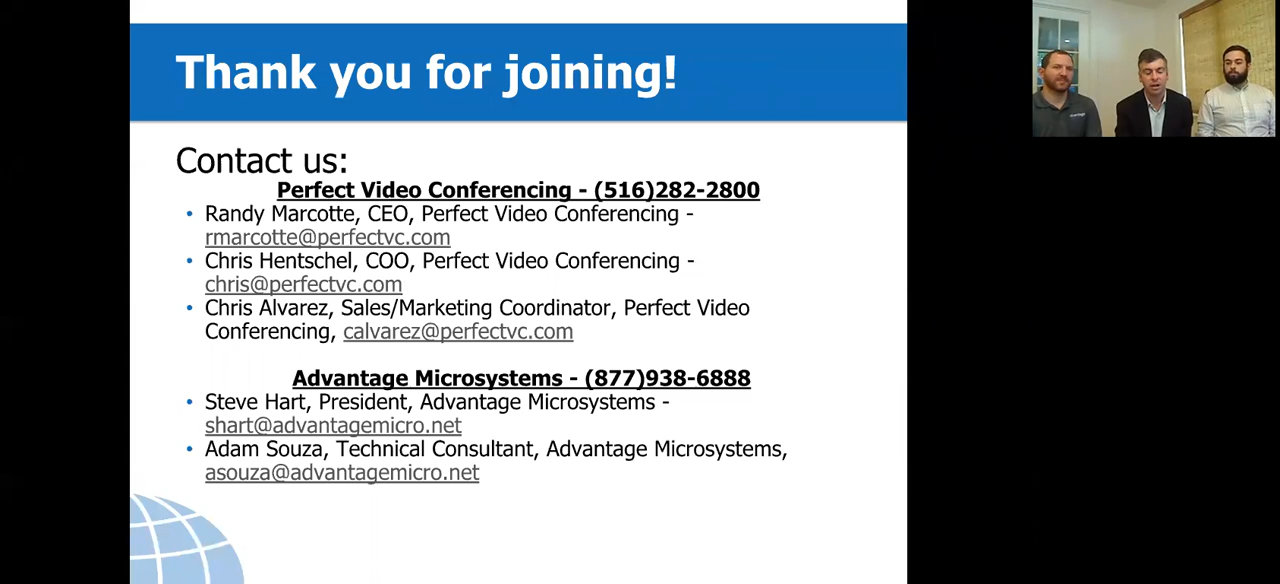 Thank you for joining!
Contact us:
Perfect Video Conferencing - (516)282-2800
• Randy Marcotte, CEO, Perfect Video Conferencing -
rmarcotte@perfectvc.com
• Chris Hentschel, COO, Perfect Video Conferencing -
chris@perfectvc.com
• Chris Alvarez, Sales/Marketing Coordinator, Perfect Video
Conferencing, calvarez@perfectvc.com
Advantage Microsystems - (877)938-6888
• Steve Hart, President, Advantage Microsystems -
shart@advantagemicro.net
• Adam Souza, Technical Consultant, Advantage Microsystems,
asouza@advantagemicro.net